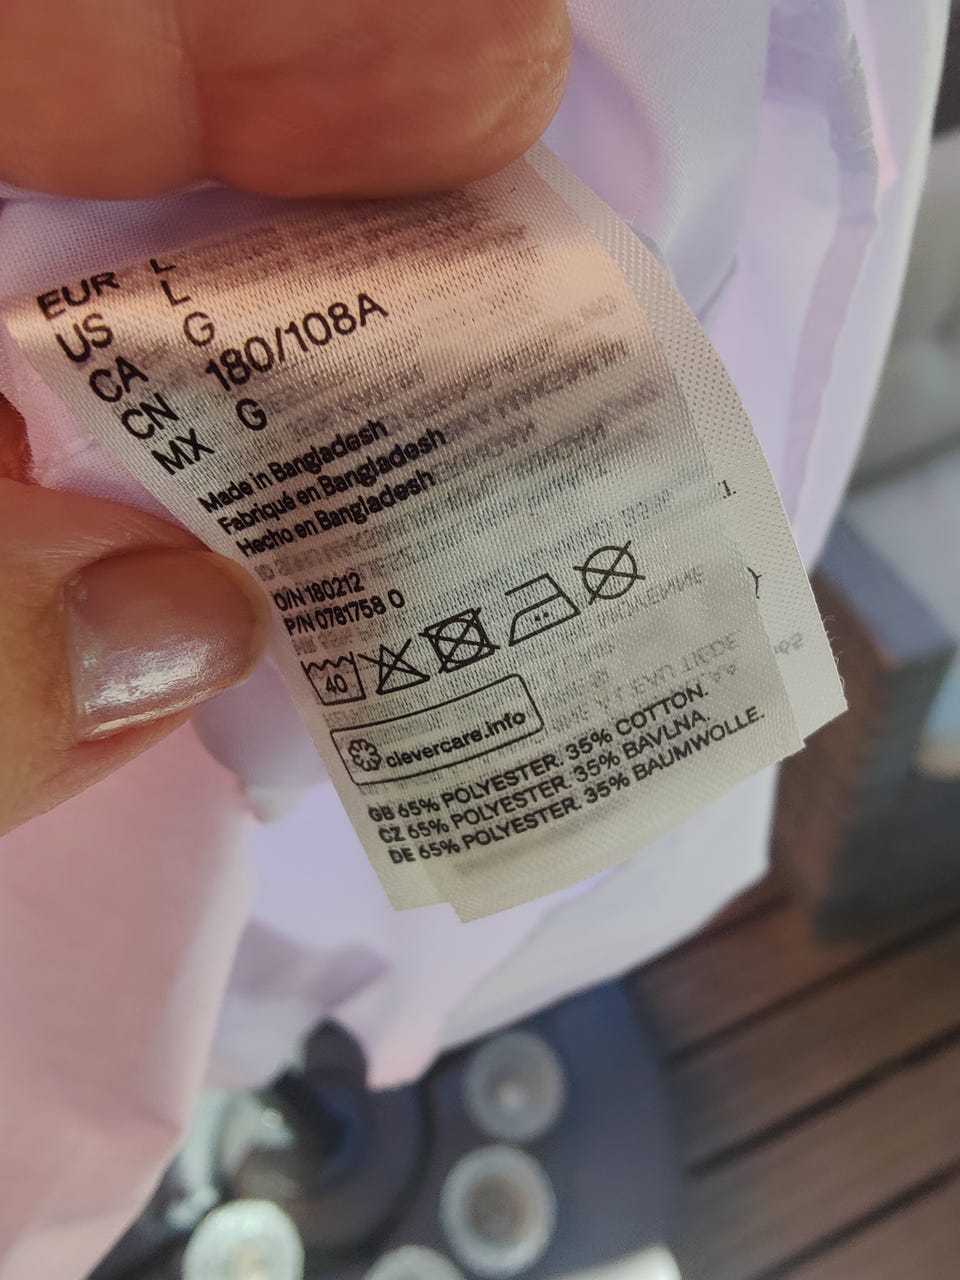 EUR L
US L
CA G
CN 180/108A
MX G
Made in Bangladesh
Fabriqué en Bangladesh
Hecho en Bangladesh
O/N 180212
P/N 0781758 0
40
clevercare.info
GB 65% POLYESTER. 35% COTTON.
CZ 65% POLYESTER. 35% BAVLNA.
DE 65% POLYESTER. 35% BAUMWOLLE.